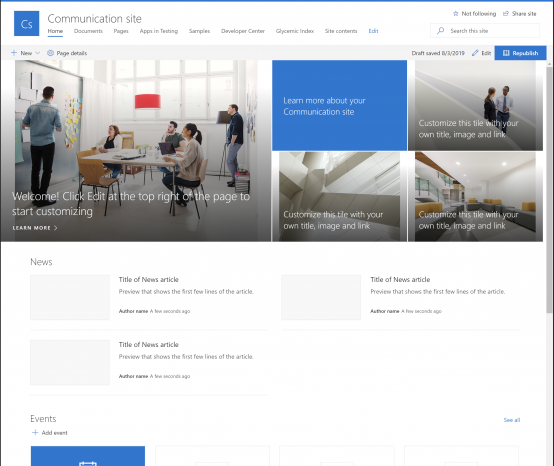 Cs
Communication site
Not following
Share site
Home
Documents
Pages
Apps in Testing
Samples
Developer Center
Glycemic Index
Site contents
Edit
Search this site
New
Page details
Draft saved 8/3/2019
Edit
Republish
Welcome! Click Edit at the top right of the page to
start customizing
LEARN MORE
Learn more about your
Communication site
Customize this tile with your
own title, image and link
Customize this tile with your
own title, image and link
Customize this tile with your
own title, image and link
News
Title of News article
Preview that shows the first few lines of the article.
Author name A few seconds ago
Title of News article
Preview that shows the first few lines of the article.
Author name A few seconds ago
Title of News article
Preview that shows the first few lines of the article.
Author name A few seconds ago
Events
See all
Add event